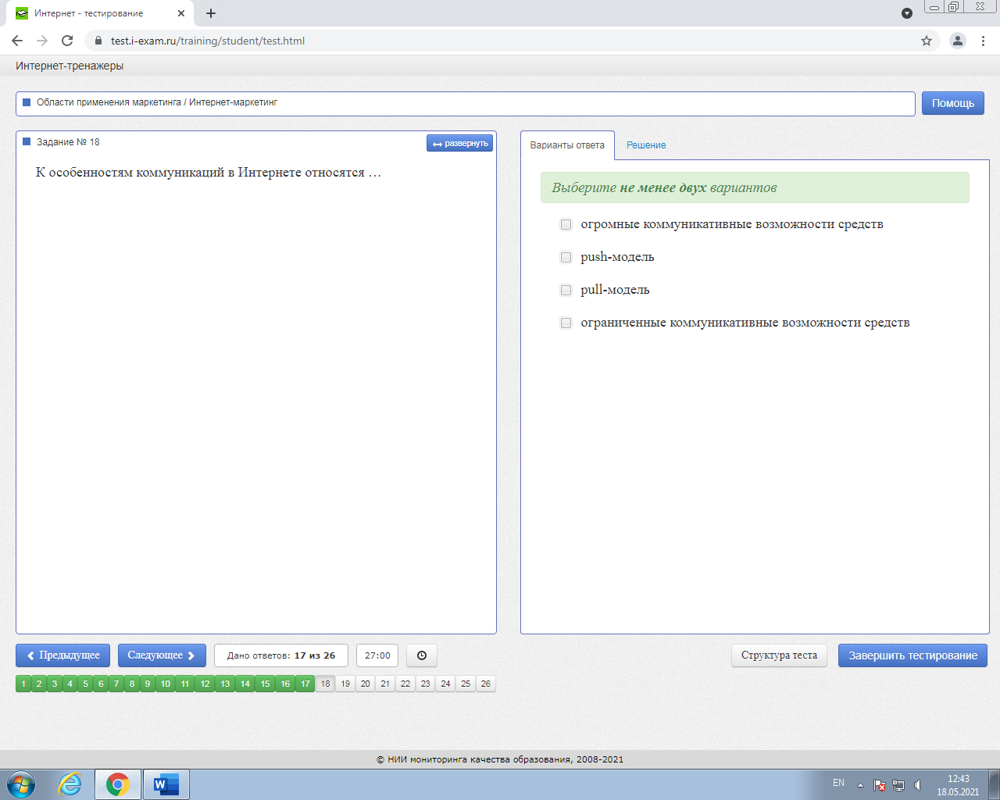 Интернет - тестирование
test.i-exam.ru/training/student/test.html
Интернет-тренажеры
Области применения маркетинга / Интернет-маркетинг
Помощь
Задание № 18
развернуть
К особенностям коммуникаций в Интернете относятся …
Варианты ответа
Решение
Выберите не менее двух вариантов
огромные коммуникативные возможности средств
push-модель
pull-модель
ограниченные коммуникативные возможности средств
Предыдущее
Следующее
Дано ответов: 17 из 26
27:00
Структура теста
Завершить тестирование
1 2 3 4 5 6 7 8 9 10 11 12 13 14 15 16 17 18 19 20 21 22 23 24 25 26
© НИИ мониторинга качества образования, 2008-2021
W
EN
12:43
18.05.2021